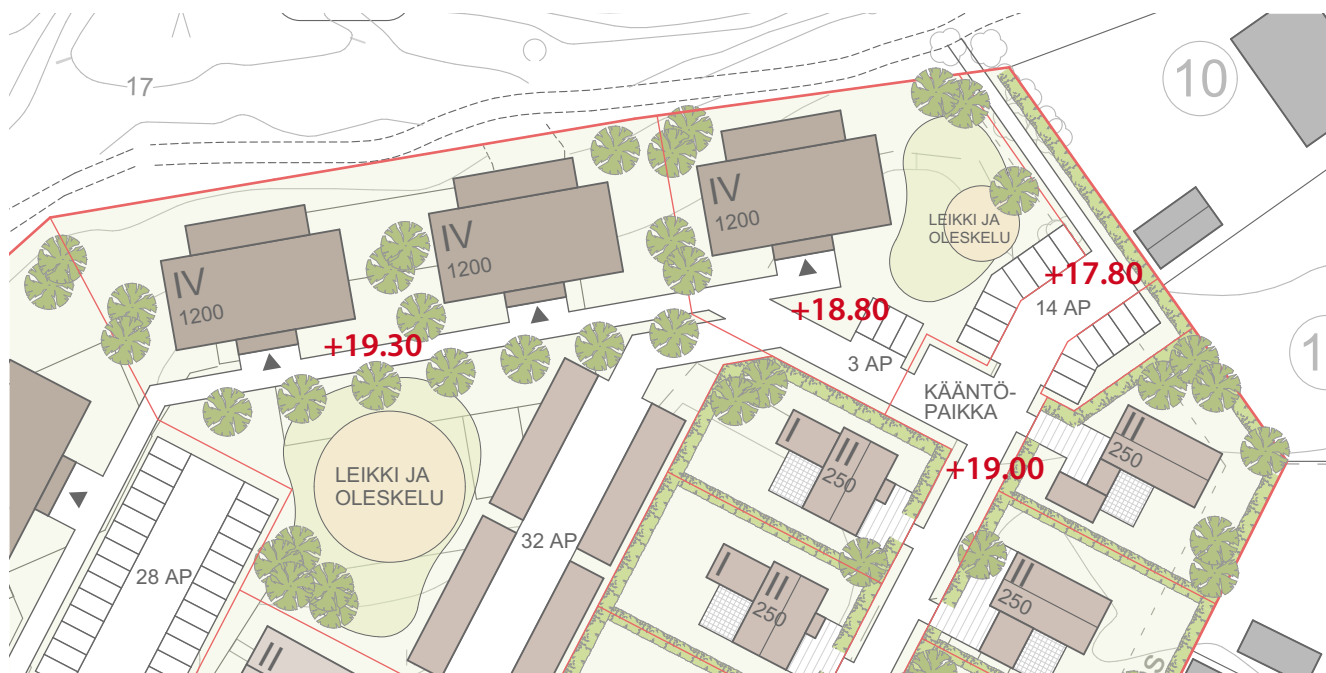 17
10
IV
1200
IV
1200
IV
1200
LEIKKI JA
OLESKELU
+17.80
14 AP
+18.80
+19.30
3 AP
1
KÄÄNTÖ-
PAIKKA
I
II
250
II
250
+19.00
LEIKKI JA
OLESKELU
32 AP
28 AP
I
II
250
II
250
II
S